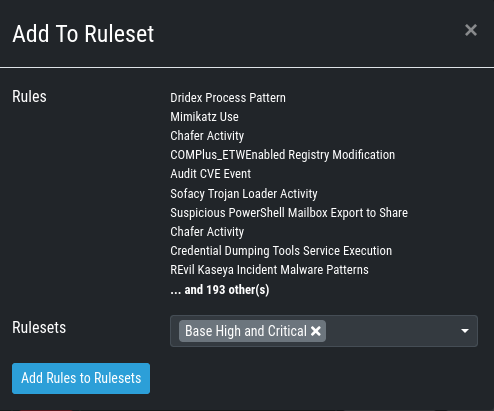 Add To Ruleset
Rules
Dridex Process Pattern
Mimikatz Use
Chafer Activity
COMPlus_ETWEnabled Registry Modification
Audit CVE Event
Sofacy Trojan Loader Activity
Suspicious PowerShell Mailbox Export to Share
Chafer Activity
Credential Dumping Tools Service Execution
REvil Kaseya Incident Malware Patterns
... and 193 other(s)
Rulesets
Base High and Critical
Add Rules to Rulesets